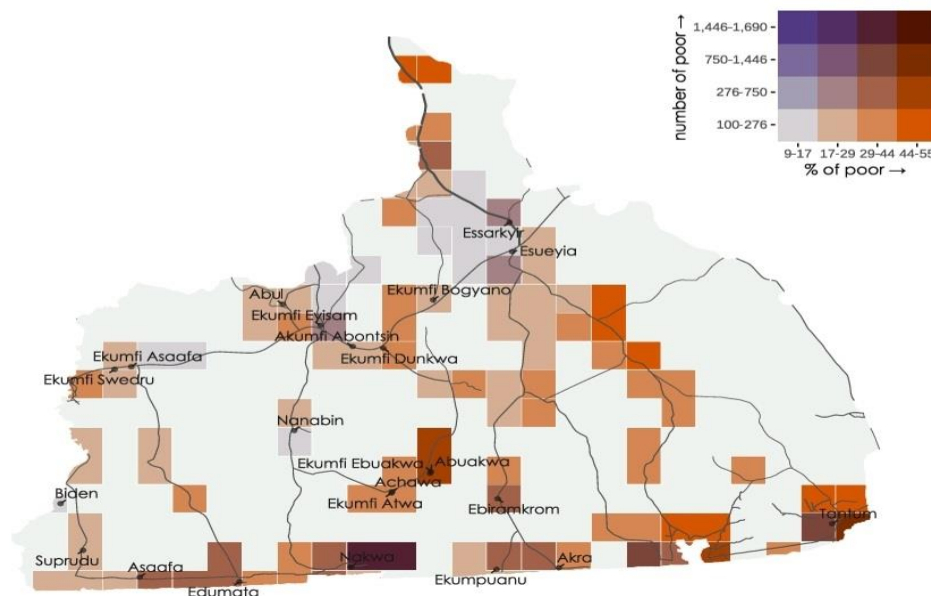 1,446-1,690
750-1,446
276-750
100-276
number of poor →
9-17 17-29 29-44 44-55
% of poor →
Essarkyir
Esueyia
Abul
Ekumfi Bogyano
Ekumfi Eyisam
Akumfi Abontsin
Ekumfi Asaafa
Ekumfi Dunkwa
Ekumfi Swedru
Nanabin
Ekumfi Ebuakwa
Abuakwa
Achawa
Biden
Ekumfi Atwa
Ebiramkrom
Tantum
Suprudu
Asaafa
Nakwa
Akra
Ekumpuanu
Edumata